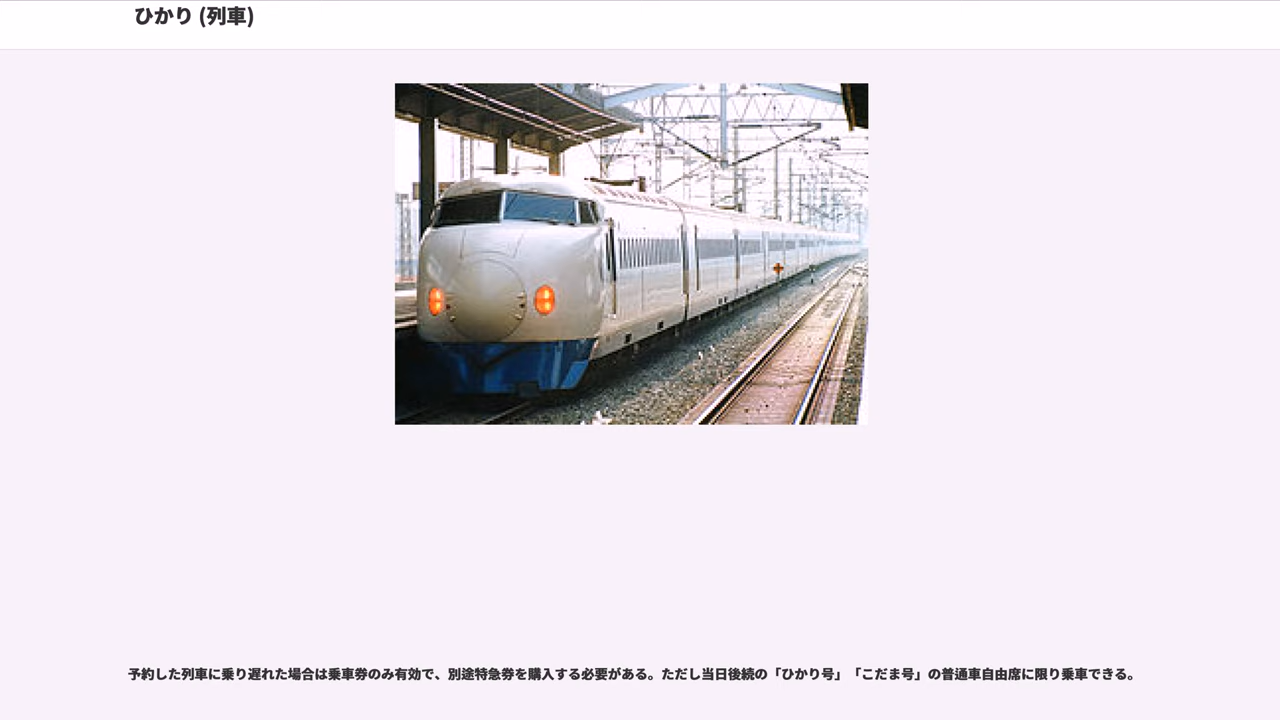 ひかり (列車)
予約した列車に乗り遅れた場合は乗車券のみ有効で、別途特急券を購入する必要がある。ただし当日後続の「ひかり号」「こだま号」の普通車自由席に限り乗車できる。